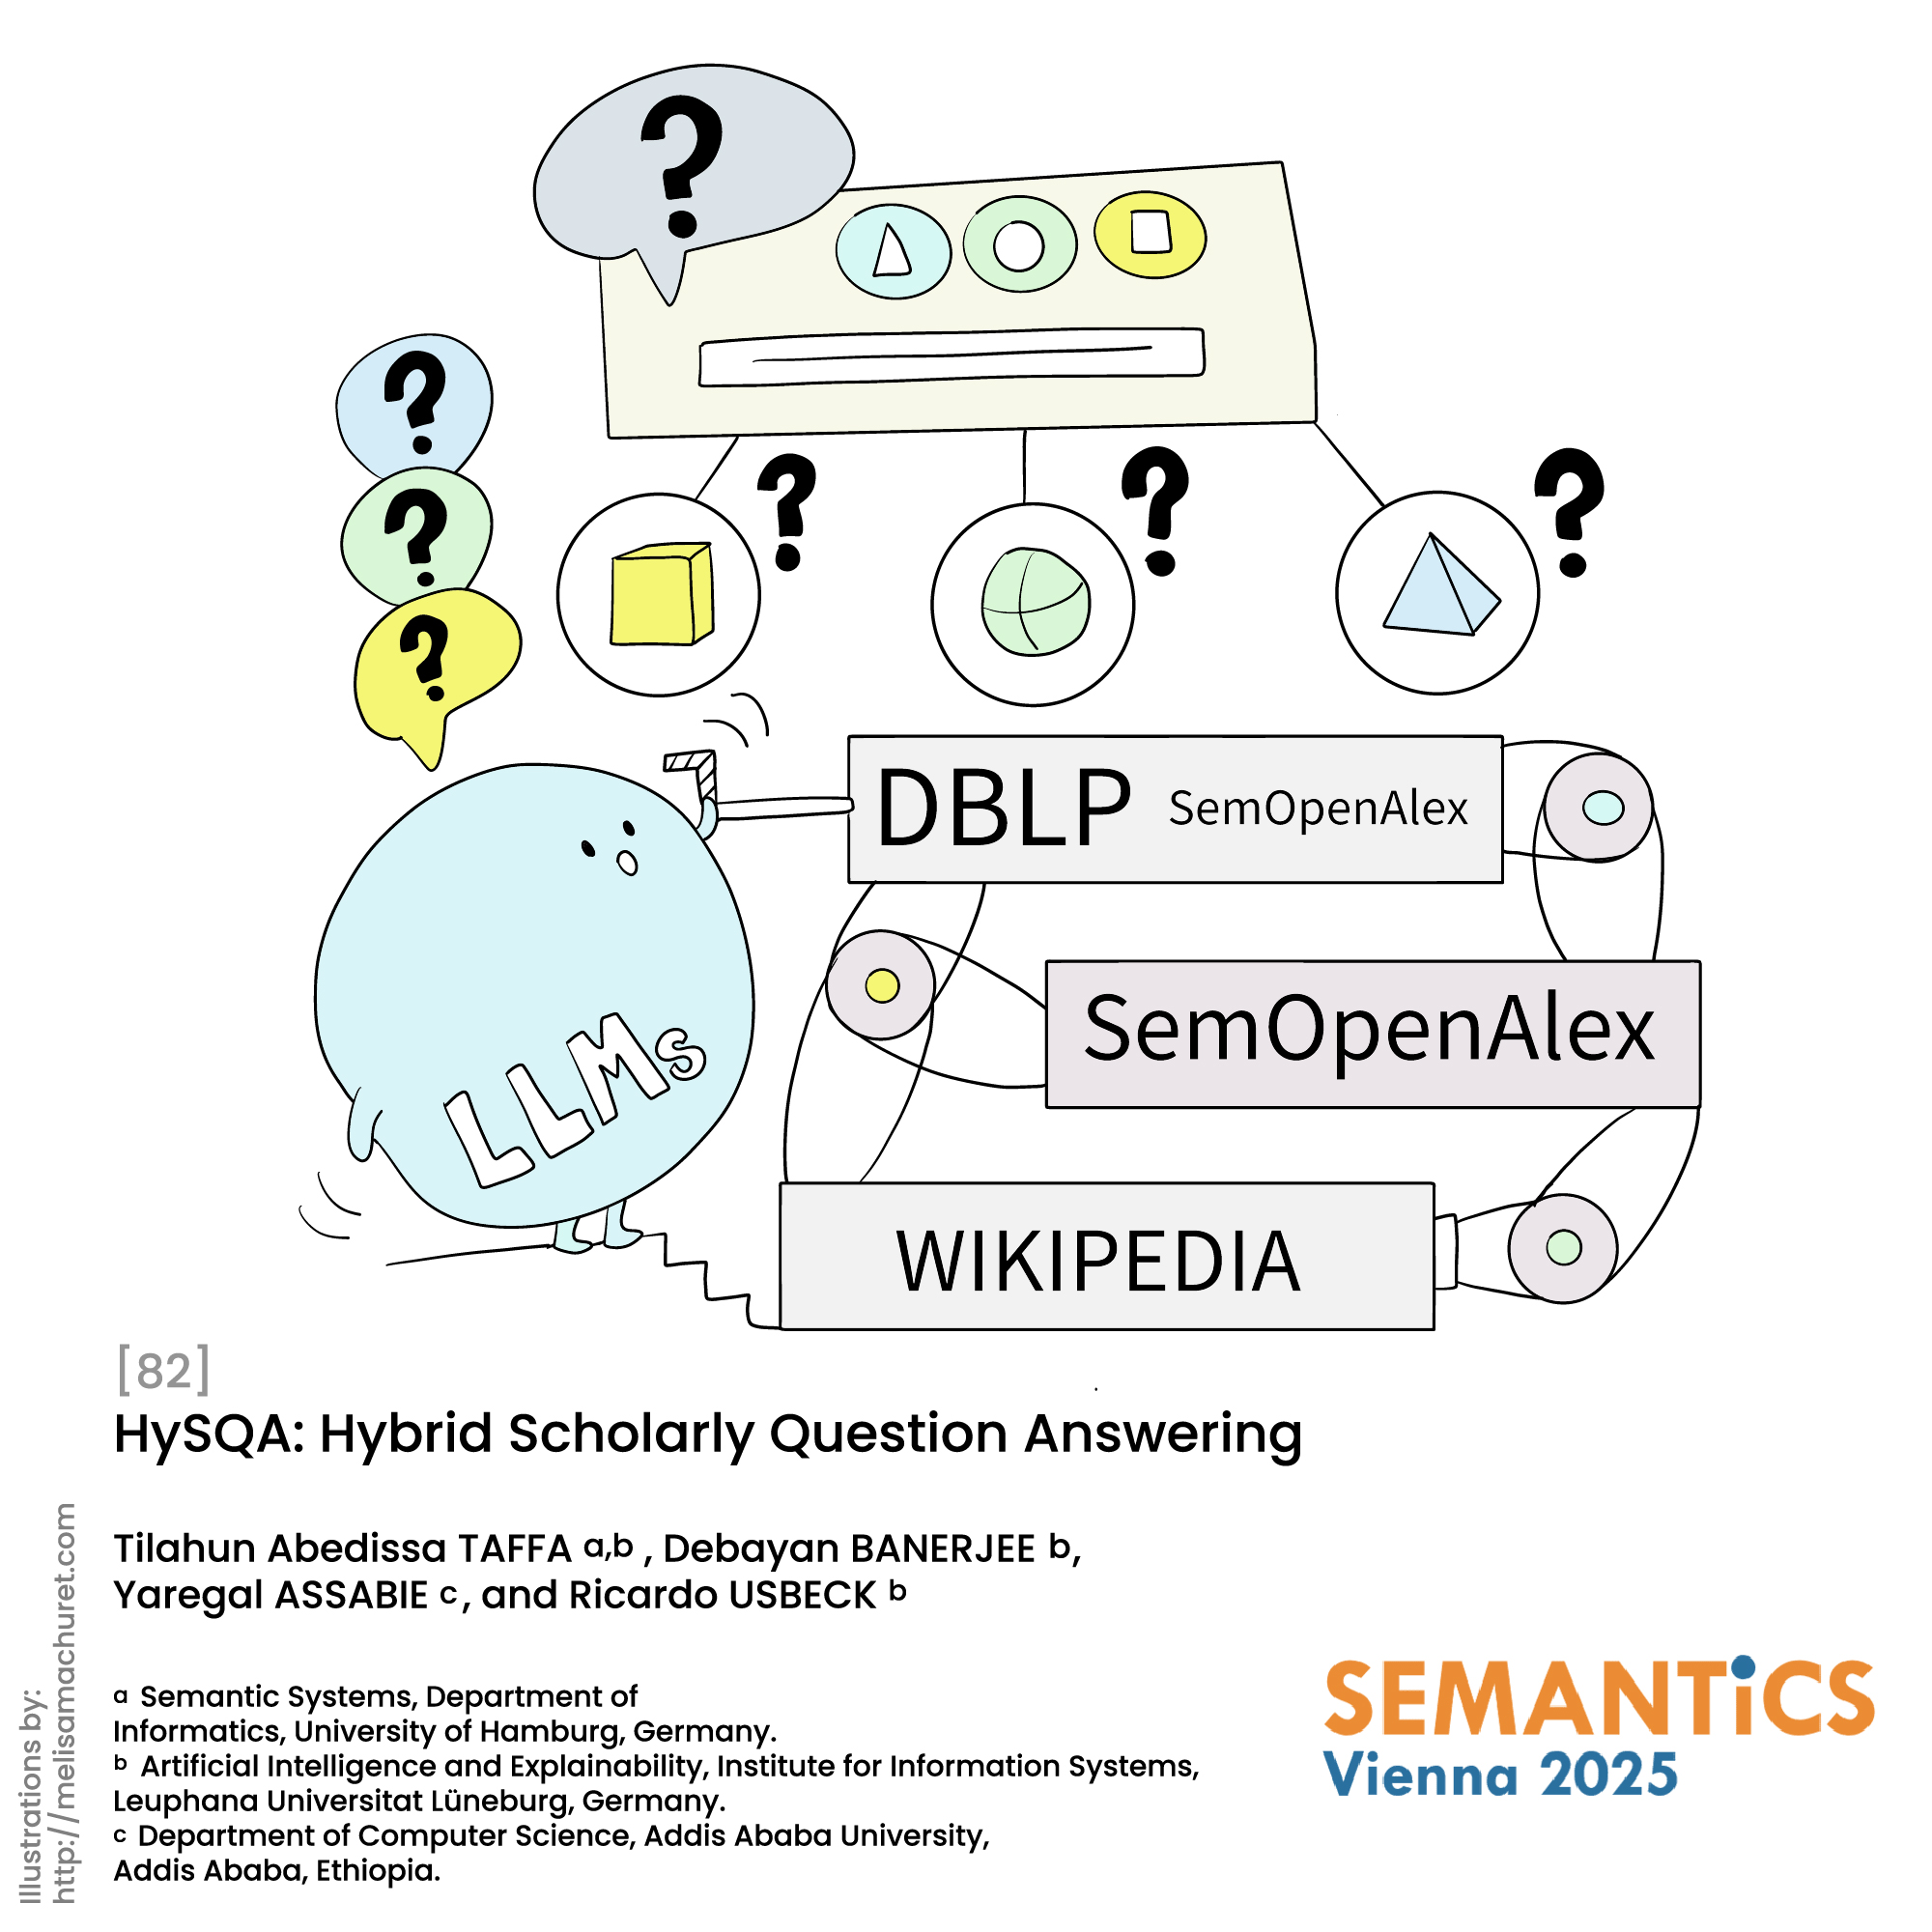 ?
?
?
?
?
?
?
DBLP SemOpenAlex
SemOpenAlex
LLMs
WIKIPEDIA
[82]
HySQA: Hybrid Scholarly Question Answering
Tilahun Abedissa TAFFA a,b , Debayan BANERJEE b,
Yaregal ASSABIE c, and Ricardo USBECK b
a Semantic Systems, Department of
Informatics, University of Hamburg, Germany.
b Artificial Intelligence and Explainability, Institute for Information Systems,
Leuphana Universitat Lüneburg, Germany.
c Department of Computer Science, Addis Ababa University,
Addis Ababa, Ethiopia.
SEMANTiCS
Vienna 2025
Illustrations by:
http://melisamachuret.com